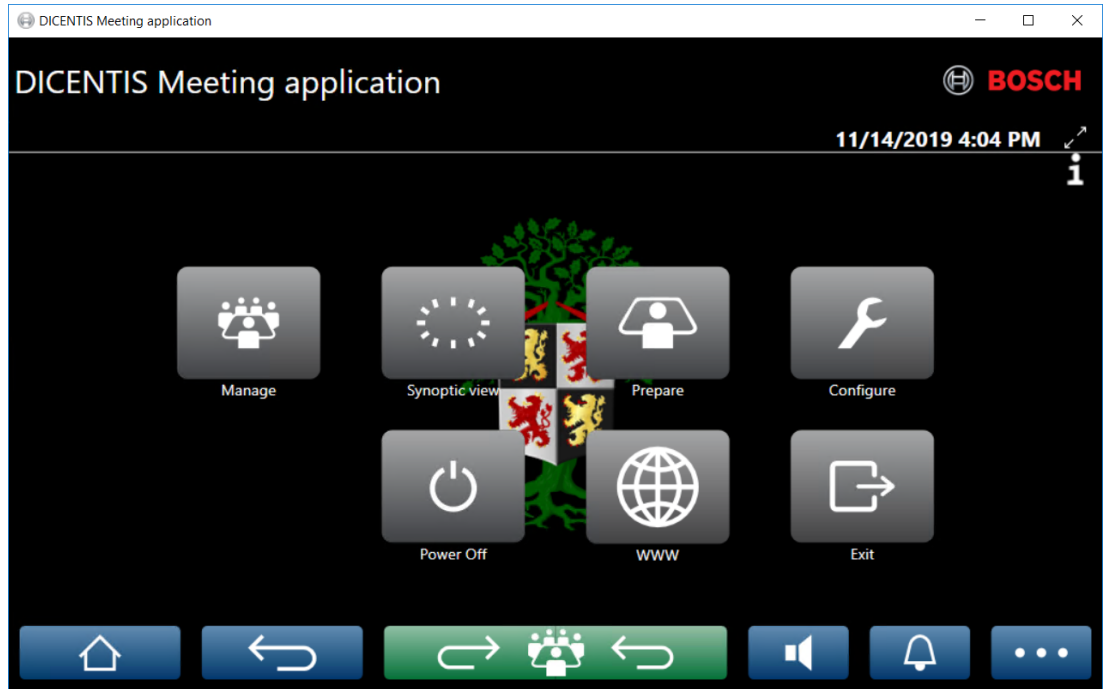 DICENTIS Meeting application
DICENTIS Meeting application
BOSCH
11/14/2019 4:04 PM
Manage
Synoptic view
Prepare
Configure
Power Off
WWW
Exit